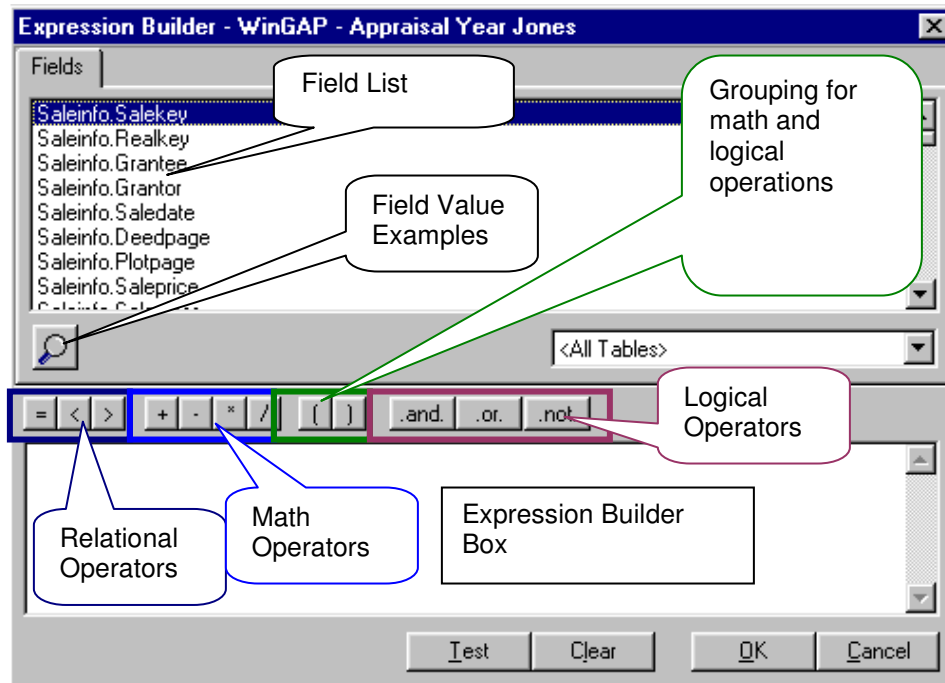 Expression Builder - WinGAP - Appraisal Year Jones
Fields
Field List
Grouping for
math and
logical
operations
Saleinfo.Salekey
Saleinfo.Realkey
Saleinfo.Grantee
Saleinfo.Grantor
Saleinfo.Saledate
Saleinfo.Deedpage
Saleinfo.Plotpage
Saleinfo.Saleprice
Field Value
Examples
<All Tables>
= < > + - * / ( ) .and. .or. .not.
Logical
Operators
Relational
Operators
Math
Operators
Expression Builder
Box
Test Clear OK Cancel